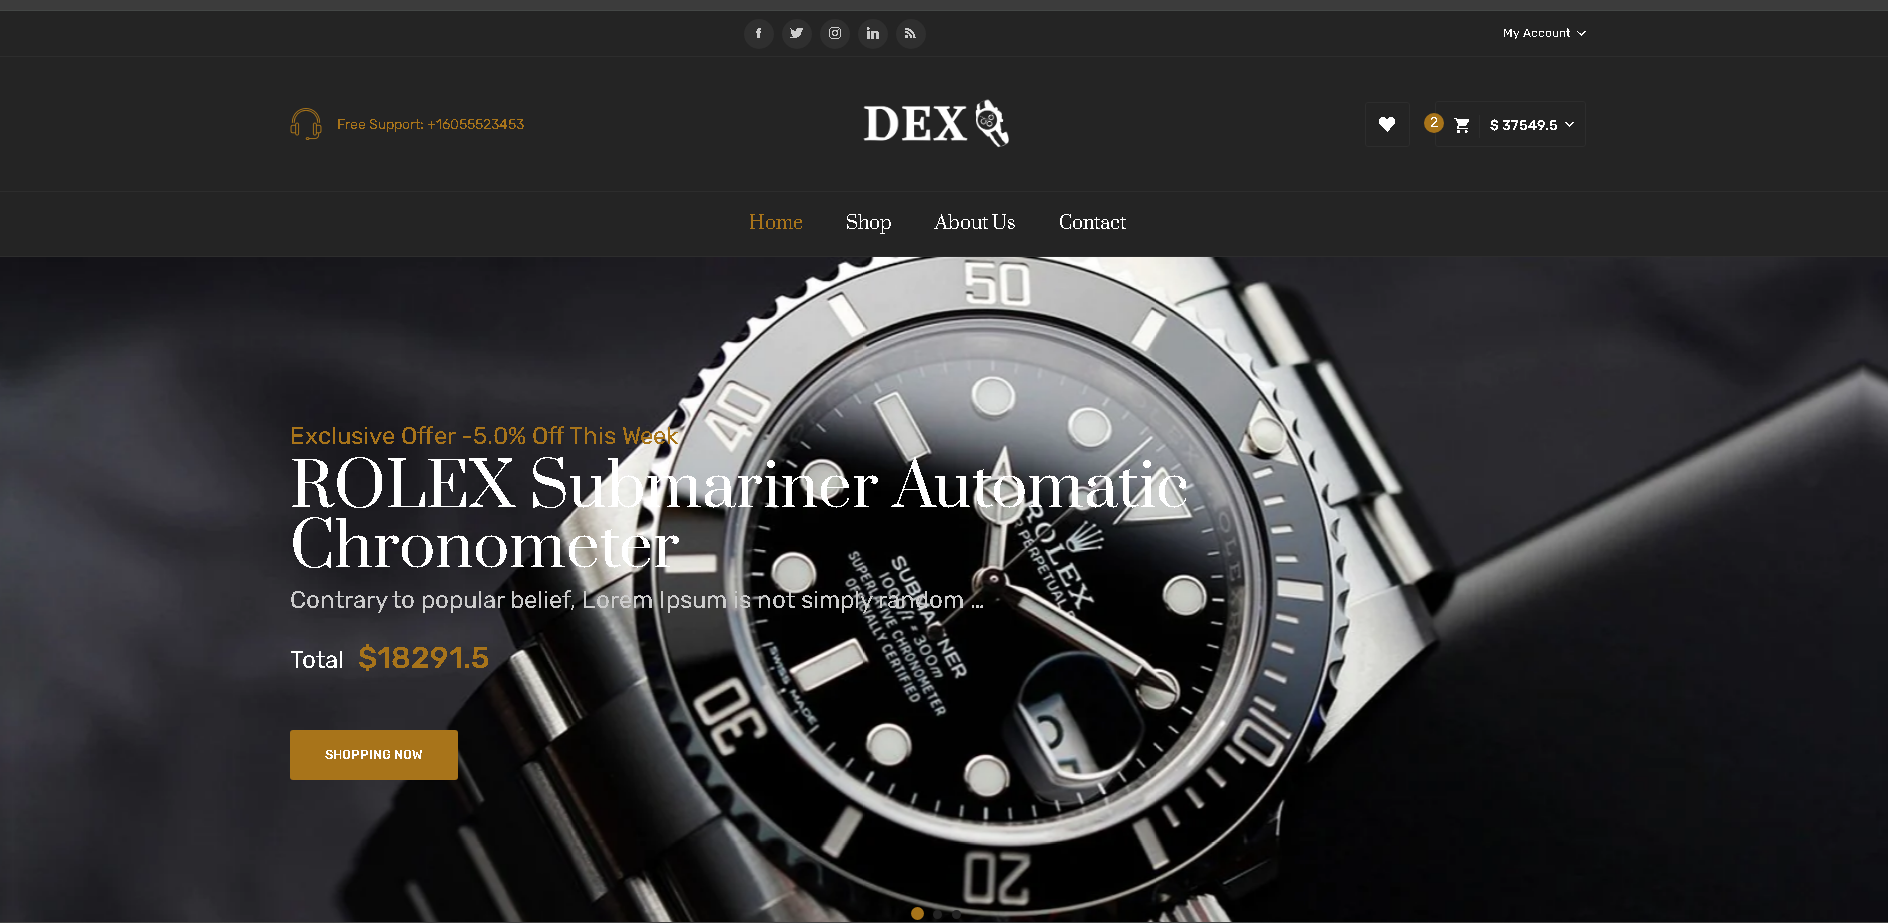 My Account
Free Support: +16055523453
DEX
2
$ 37549.5
Home Shop About Us Contact
50
40
Exclusive Offer -5.0% Off This Week
ROLEX Submariner Automatic
Chronometer
Contrary to popular belief, Lorem Ipsum is not simply random ...
Total $18291.5
SHOPPING NOW
ROLEX
PERPETUAL
SUBMARINER
1000ft = 300m
SUPERLATIVE CHRONOMETER
OFFICIALLY CERTIFIED
SWISS MADE
30
10
20